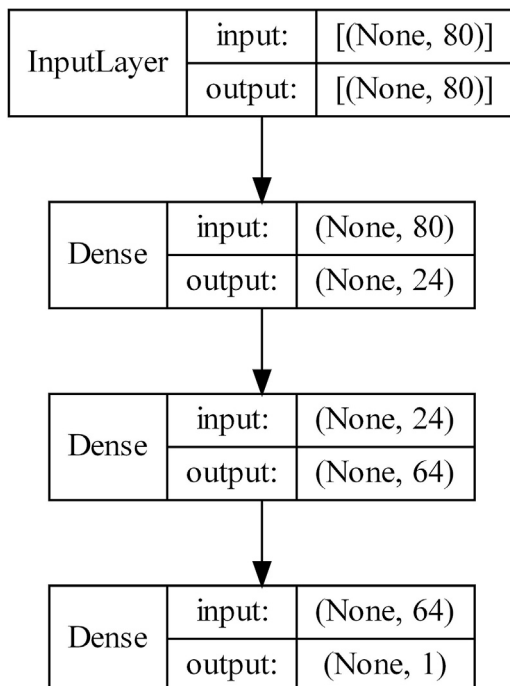 InputLayer
input: [(None, 80)]
output: [(None, 80)]
Dense
input: (None, 80)
output: (None, 24)
Dense
input: (None, 24)
output: (None, 64)
Dense
input: (None, 64)
output: (None, 1)